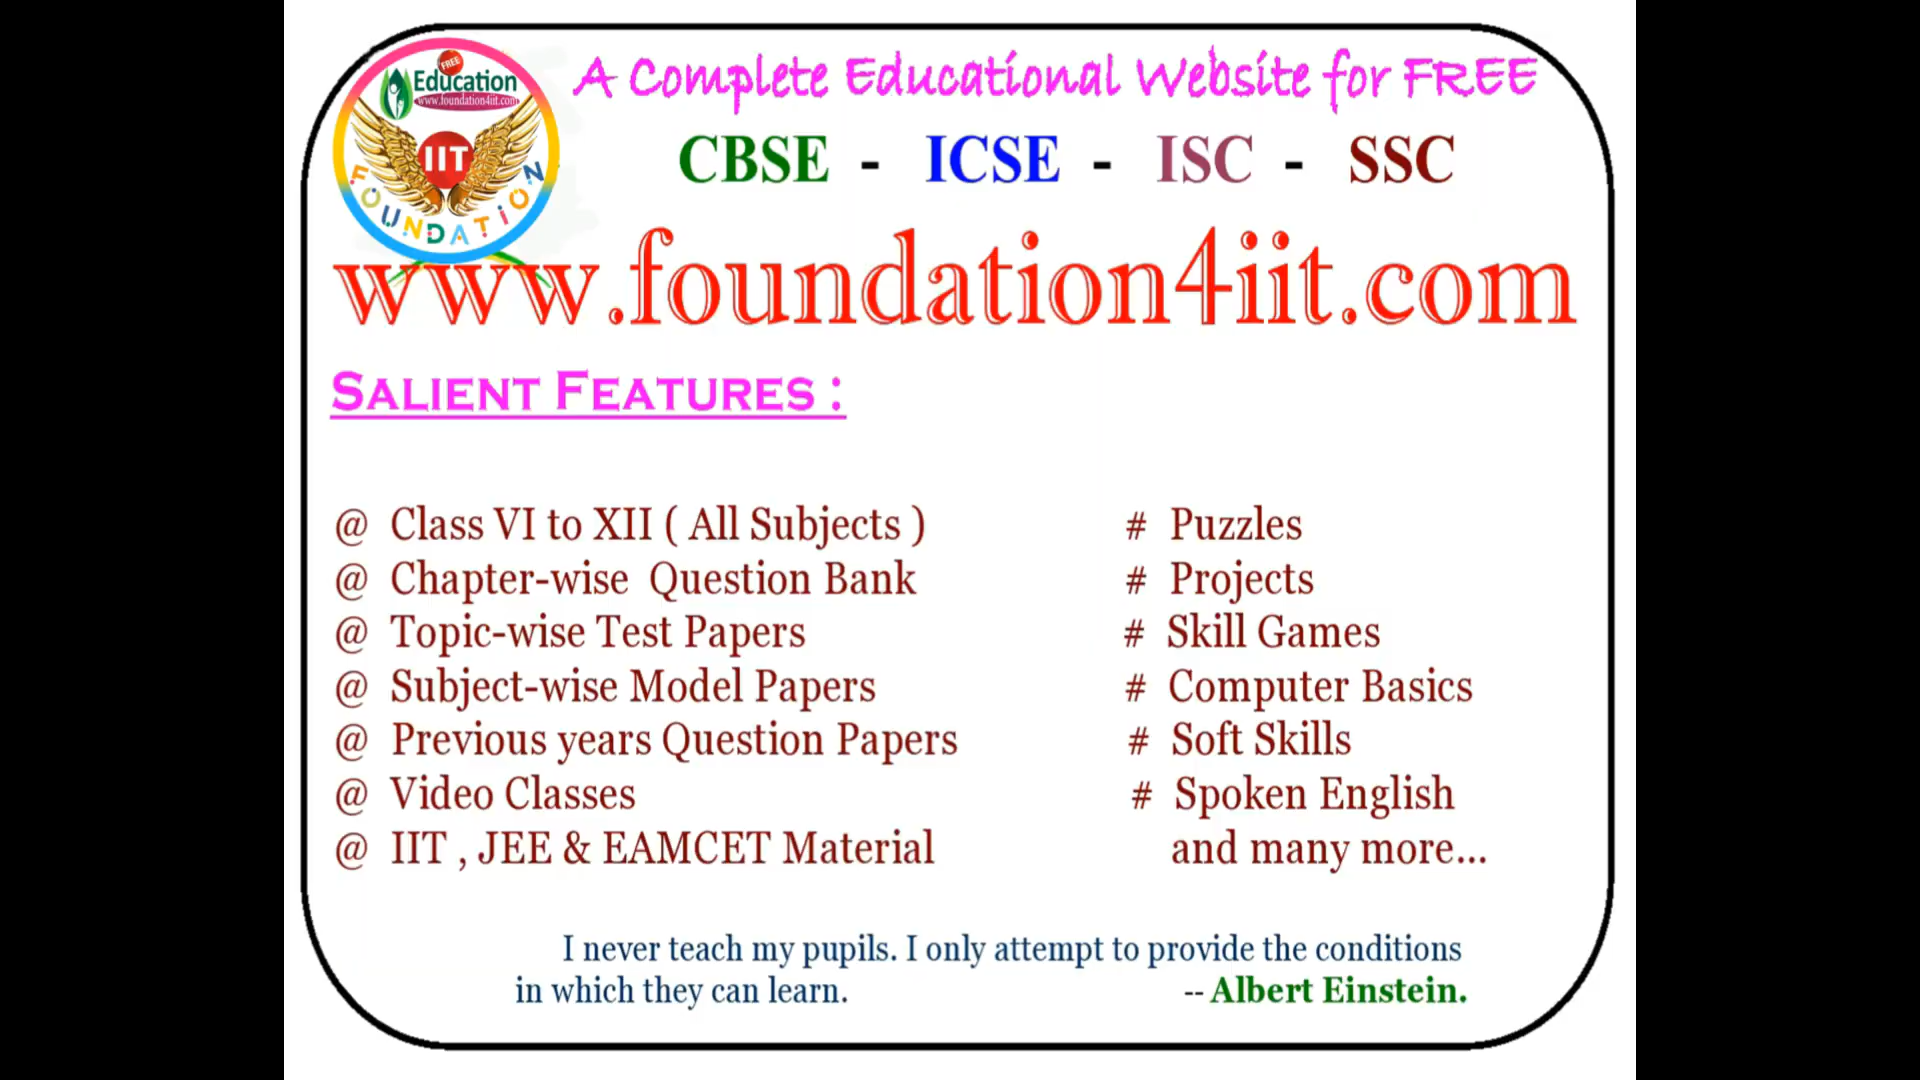 FREE
Education
www.foundation4iit.com
IIT
FOUNDATION
A Complete Educational Website for FREE
CBSE - ICSE - ISC - SSC
www.foundation4iit.com
SALIENT FEATURES :
@ Class VI to XII ( All Subjects )
@ Chapter-wise Question Bank
@ Topic-wise Test Papers
@ Subject-wise Model Papers
@ Previous years Question Papers
@ Video Classes
@ IIT , JEE & EAMCET Material
# Puzzles
# Projects
# Skill Games
# Computer Basics
# Soft Skills
# Spoken English
and many more...
I never teach my pupils. I only attempt to provide the conditions
in which they can learn. -- Albert Einstein.